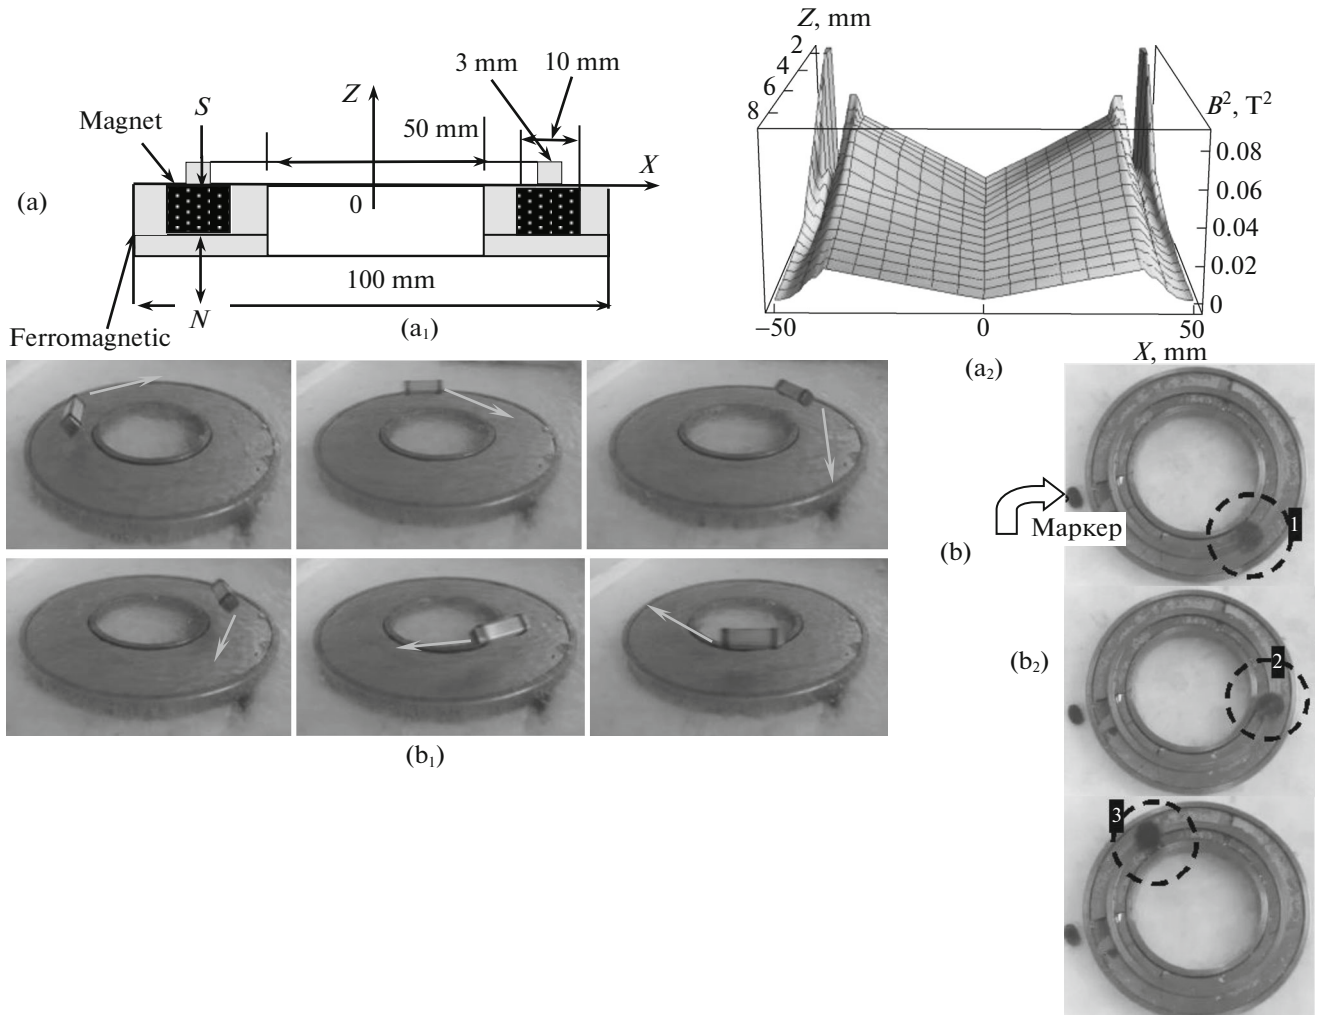 (a)
Magnet
S
Z
3 mm
10 mm
50 mm
X
0
100 mm
N
Ferromagnetic
(a₁)
Z, mm
2
4
6
8
B², T²
0.08
0.06
0.04
0.02
0
–50
0
50
X, mm
(a₂)
(b)
Маркер
1
(b₁)
(b₂)
2
3